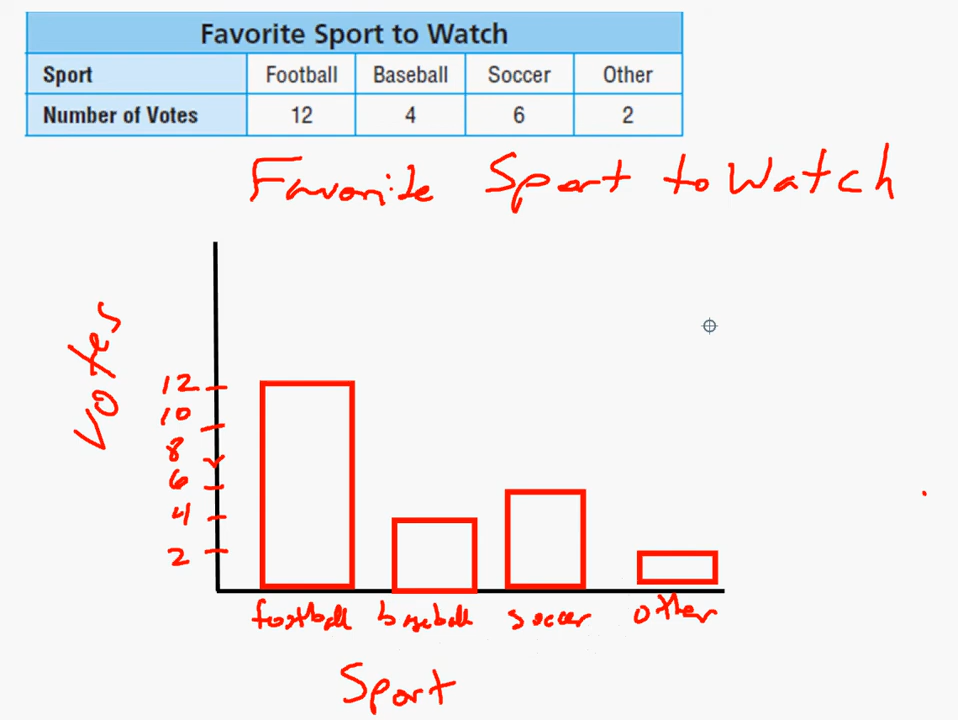 Favorite Sport to Watch
Sport Football Baseball Soccer Other
Number of Votes 12 4 6 2
Favorite Sport to Watch
Votes
12
10
8
6
4
2
football baseball soccer other
Sport